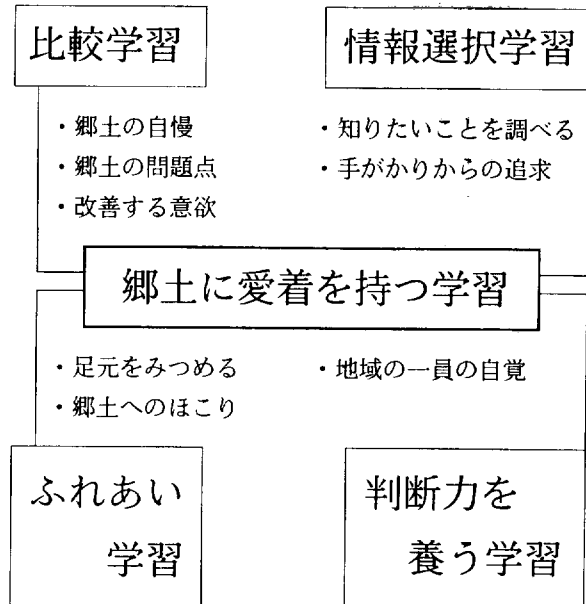 比較学習
情報選択学習
・郷土の自慢
・郷土の問題点
・改善する意欲
・知りたいことを調べる
・手がかりからの追求
郷土に愛着を持つ学習
・足元をみつめる
・郷土へのほこり
・地域の一員の自覚
ふれあい
学習
判断力を
養う学習